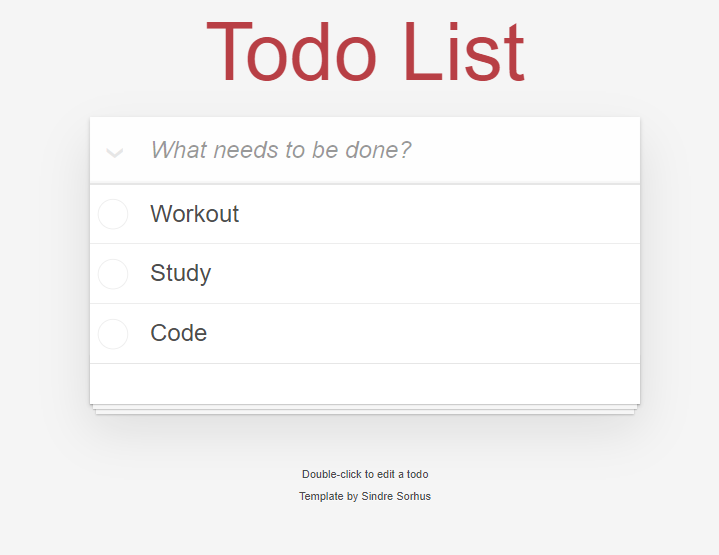 Todo List
What needs to be done?
Workout
Study
Code
Double-click to edit a todo
Template by Sindre Sorhus